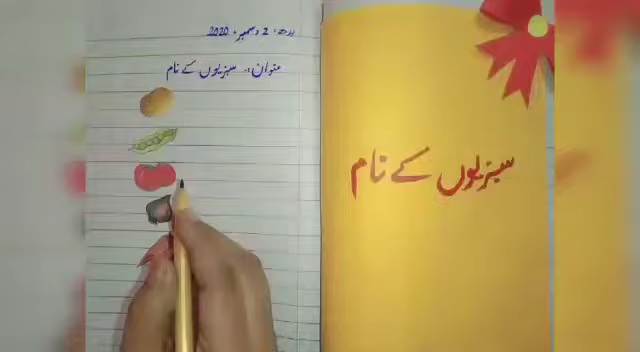 بدھ، 2 دسمبر، 2020
عنوان:- سبزیوں کے نام
سبزیوں کے نام